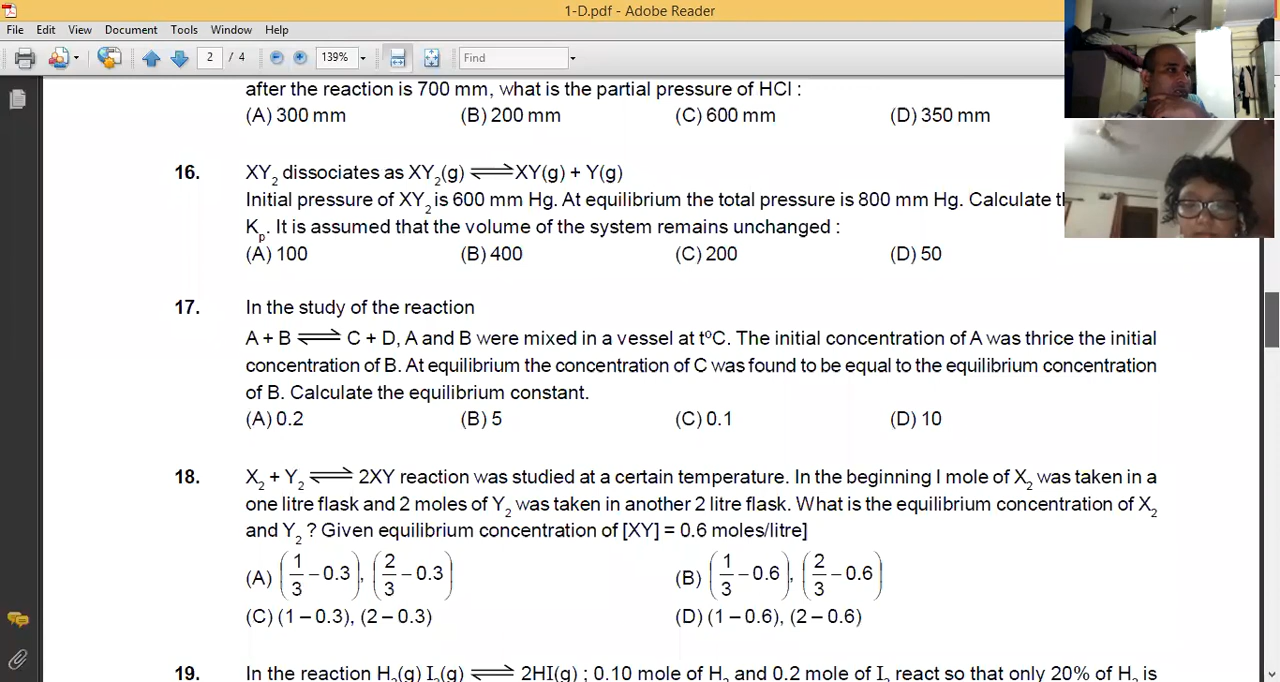 1-D.pdf - Adobe Reader
File Edit View Document Tools Window Help
2 / 4 139% Find
after the reaction is 700 mm, what is the partial pressure of HCl :
(A) 300 mm (B) 200 mm (C) 600 mm (D) 350 mm
16. XY₂ dissociates as XY₂(g) ⇌ XY(g) + Y(g)
Initial pressure of XY₂ is 600 mm Hg. At equilibrium the total pressure is 800 mm Hg. Calculate
Kₚ. It is assumed that the volume of the system remains unchanged :
(A) 100 (B) 400 (C) 200 (D) 50
17. In the study of the reaction
A + B ⇌ C + D, A and B were mixed in a vessel at t⁰C. The initial concentration of A was thrice the initial
concentration of B. At equilibrium the concentration of C was found to be equal to the equilibrium concentration
of B. Calculate the equilibrium constant.
(A) 0.2 (B) 5 (C) 0.1 (D) 10
18. X₂ + Y₂ ⇌ 2XY reaction was studied at a certain temperature. In the beginning I mole of X₂ was taken in a
one litre flask and 2 moles of Y₂ was taken in another 2 litre flask. What is the equilibrium concentration of X₂
and Y₂ ? Given equilibrium concentration of [XY] = 0.6 moles/litre]
(A) (1/3 – 0.3), (2/3 – 0.3) (B) (1/3 – 0.6), (2/3 – 0.6)
(C) (1 – 0.3), (2 – 0.3) (D) (1 – 0.6), (2 – 0.6)
19. In the reaction H₂(g) I₂(g) ⇌ 2HI(g) ; 0.10 mole of H₂ and 0.2 mole of I₂ react so that only 20% of H₂ is